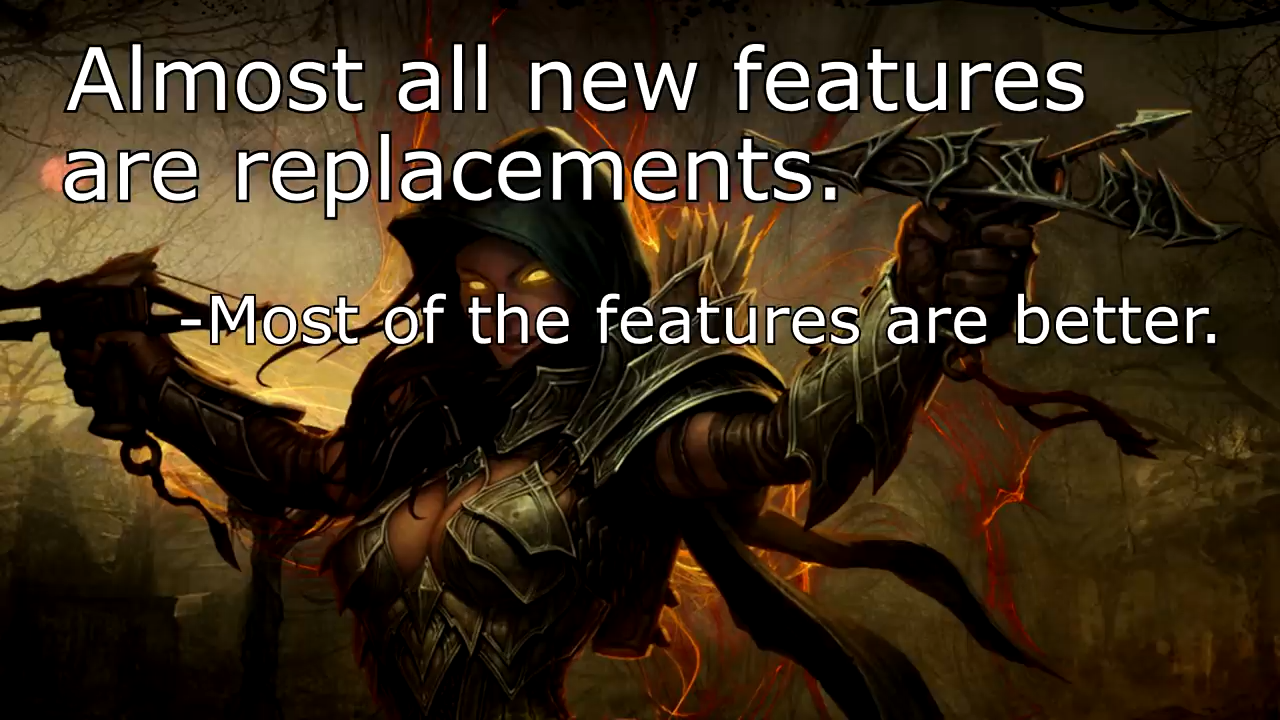 Almost all new features
are replacements.
-Most of the features are better.